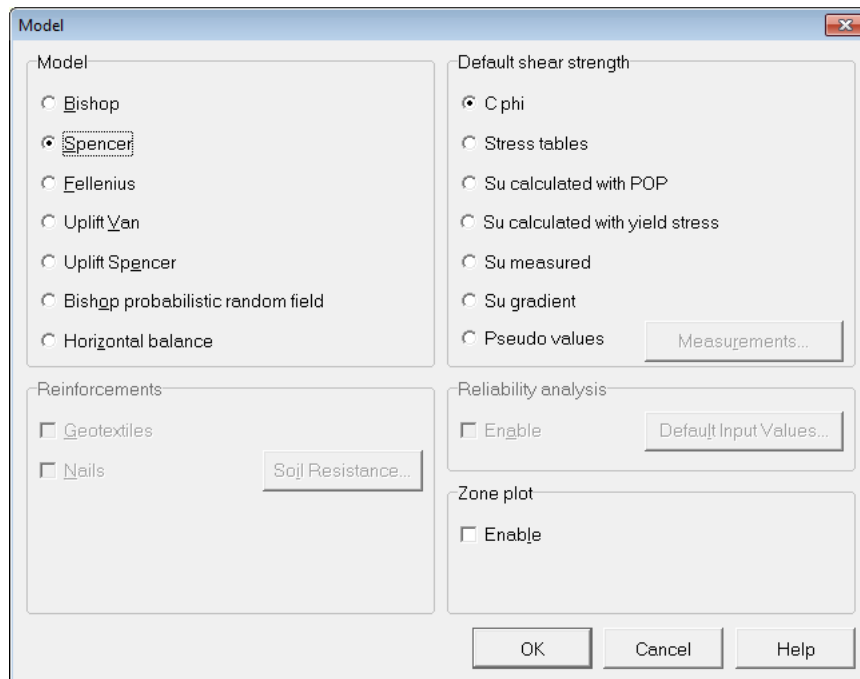 Model
Model
Bishop
Spencer
Fellenius
Uplift Van
Uplift Spencer
Bishop probabilistic random field
Horizontal balance
Default shear strength
C phi
Stress tables
Su calculated with POP
Su calculated with yield stress
Su measured
Su gradient
Pseudo values
Measurements...
Reinforcements
Geotextiles
Nails
Soil Resistance...
Reliability analysis
Enable
Default Input Values...
Zone plot
Enable
OK
Cancel
Help